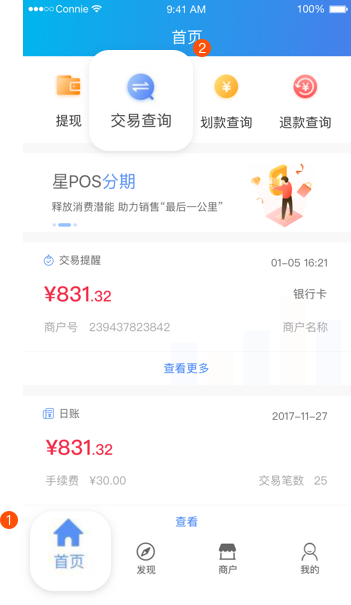 Connie 9:41 AM 100%
首页
2
提现 交易查询 划款查询 退款查询
星POS分期
释放消费潜能 助力销售“最后一公里”
交易提醒 01-05 16:21
¥831.32 银行卡
商户号 239437823842 商户名称
查看更多
日账 2017-11-27
¥831.32
手续费 ¥30.00 交易笔数 25
查看
1
首页 发现 商户 我的